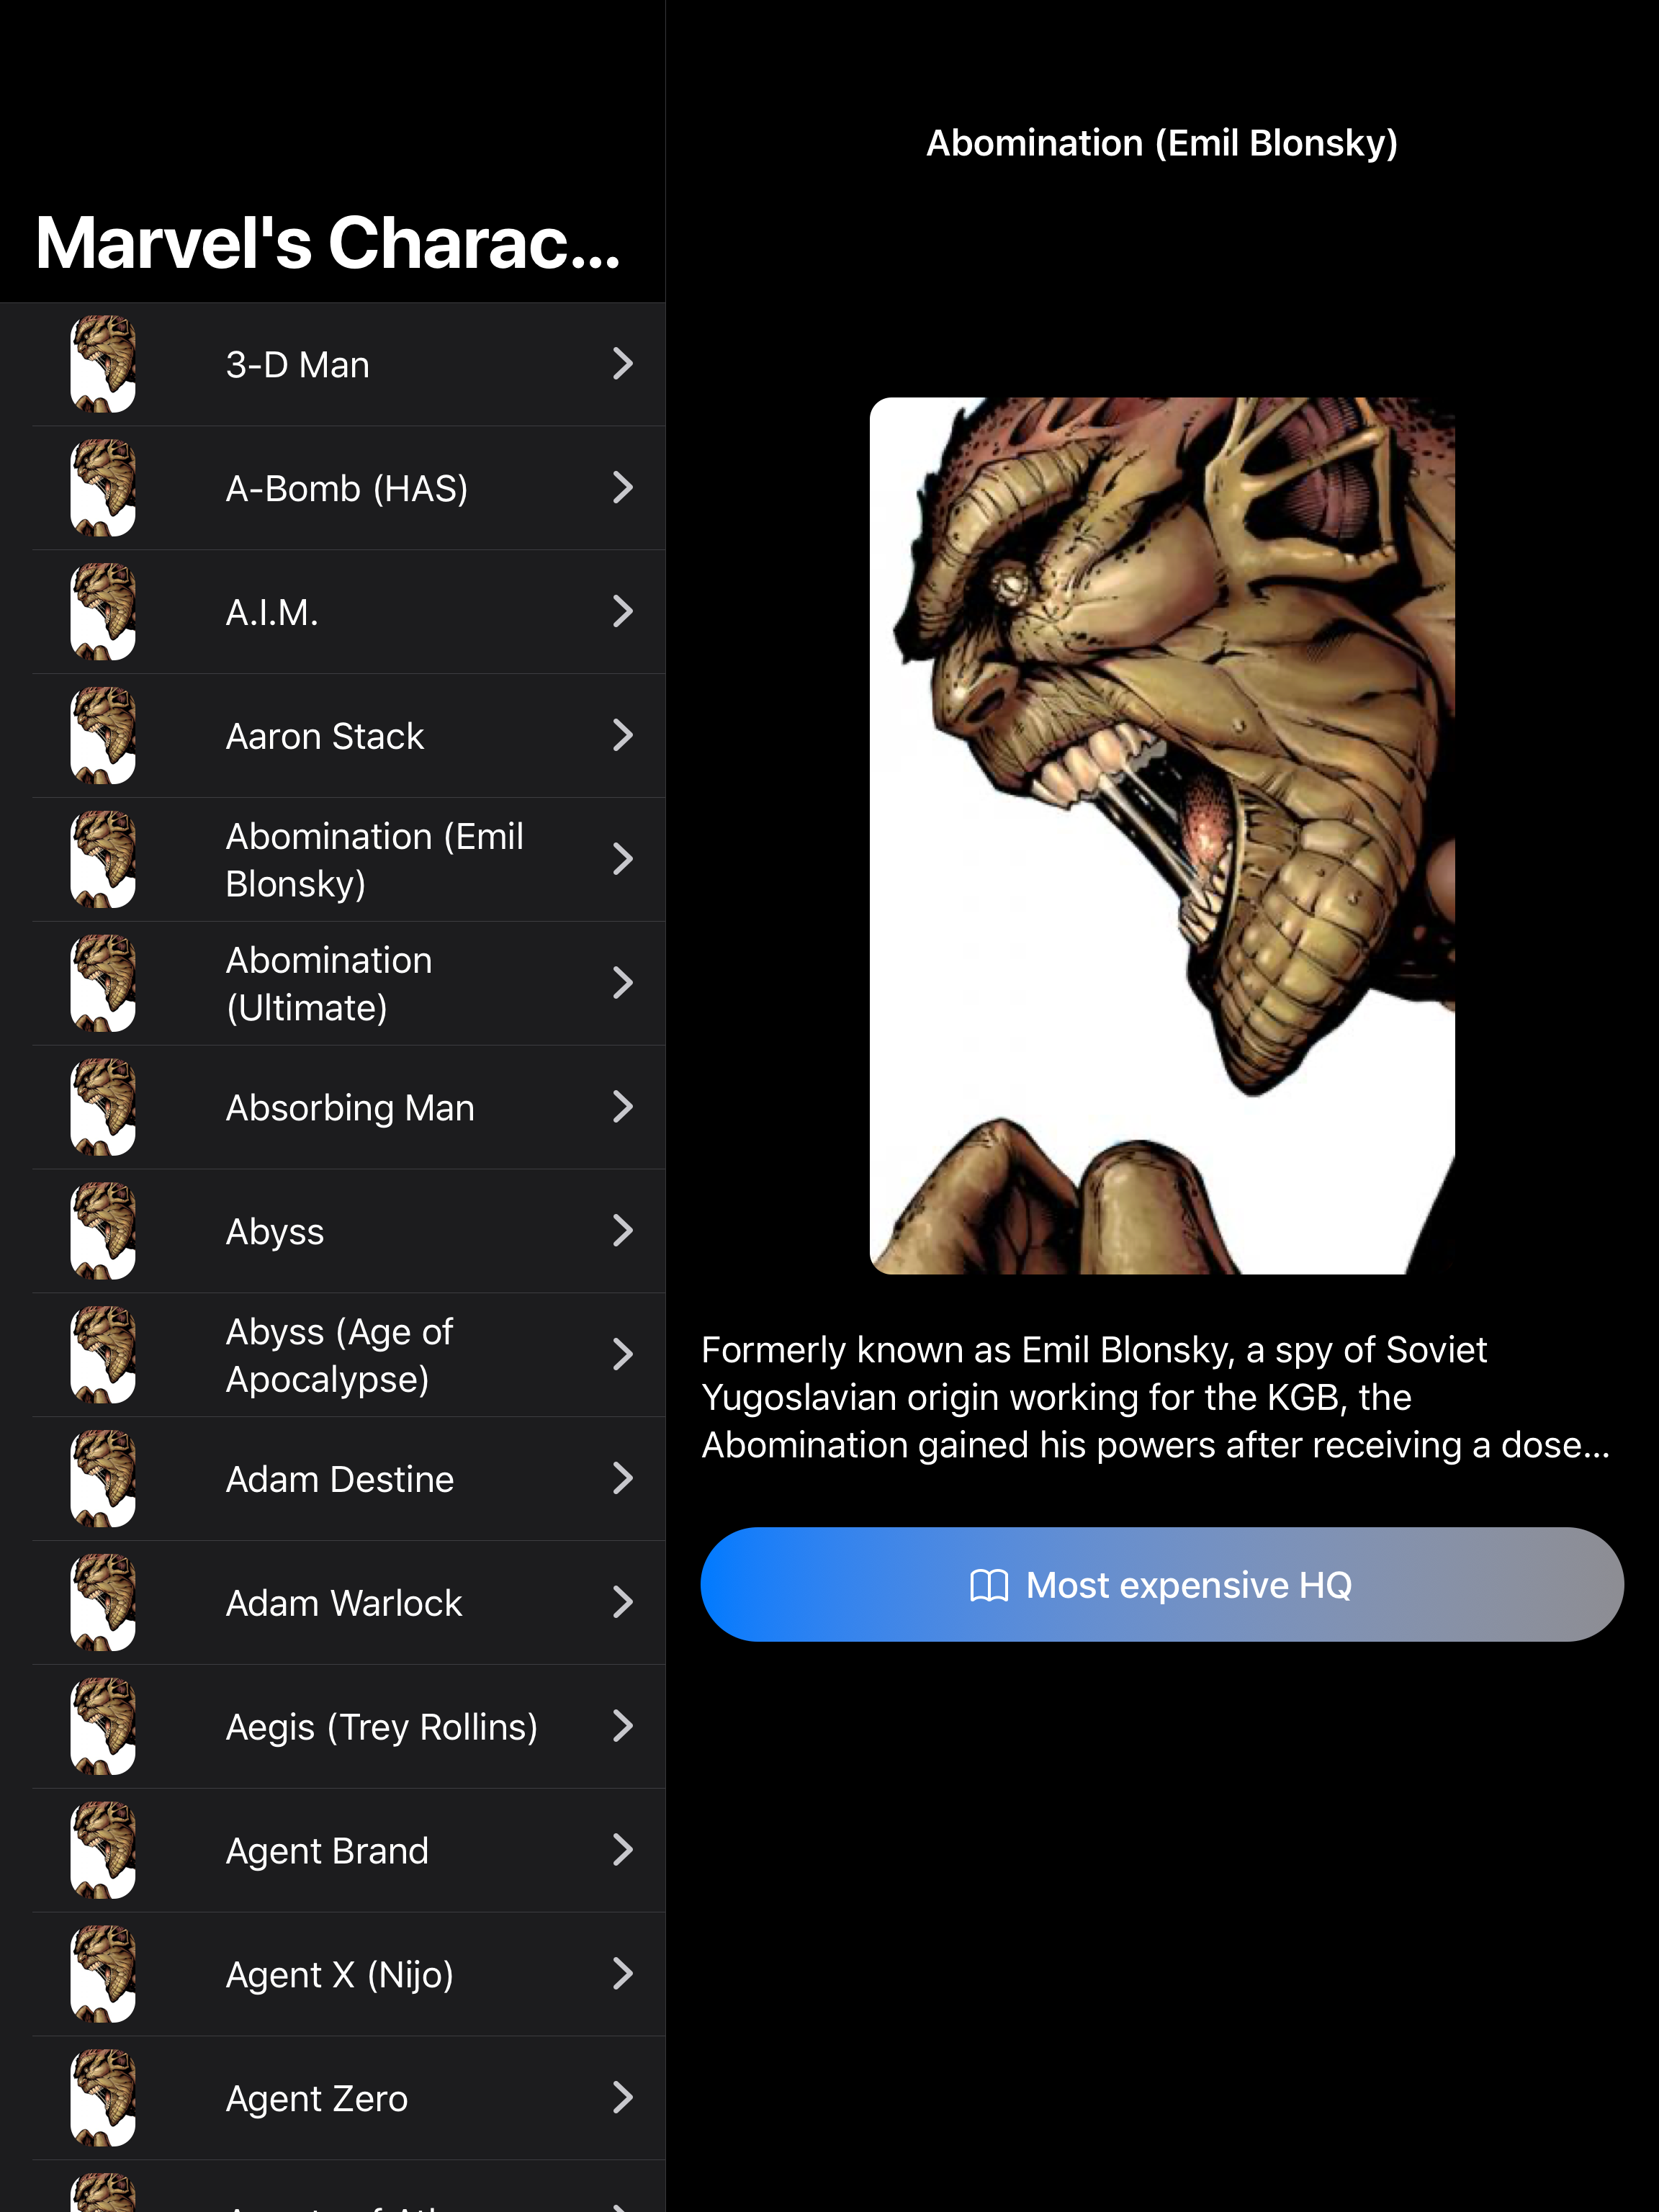 Marvel's Charac...
3-D Man
A-Bomb (HAS)
A.I.M.
Aaron Stack
Abomination (Emil
Blonsky)
Abomination
(Ultimate)
Absorbing Man
Abyss
Abyss (Age of
Apocalypse)
Adam Destine
Adam Warlock
Aegis (Trey Rollins)
Agent Brand
Agent X (Nijo)
Agent Zero
Abomination (Emil Blonsky)
Formerly known as Emil Blonsky, a spy of Soviet
Yugoslavian origin working for the KGB, the
Abomination gained his powers after receiving a dose...
Most expensive HQ